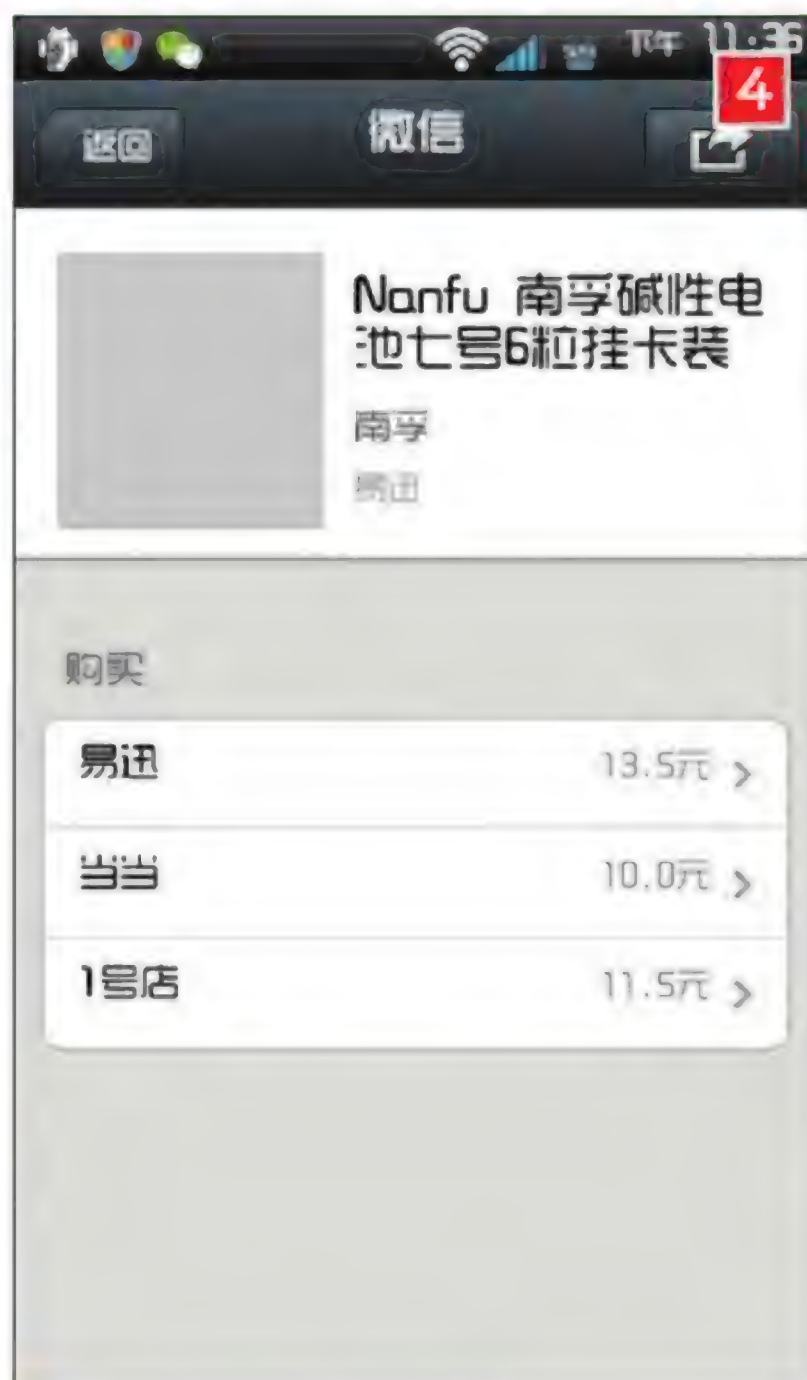 下午 11:36
4
返回
微信
Nanfu 南孚碱性电
池七号6粒挂卡装
南孚
易迅
购买
易迅
13.5元
当当
10.0元
1号店
11.5元